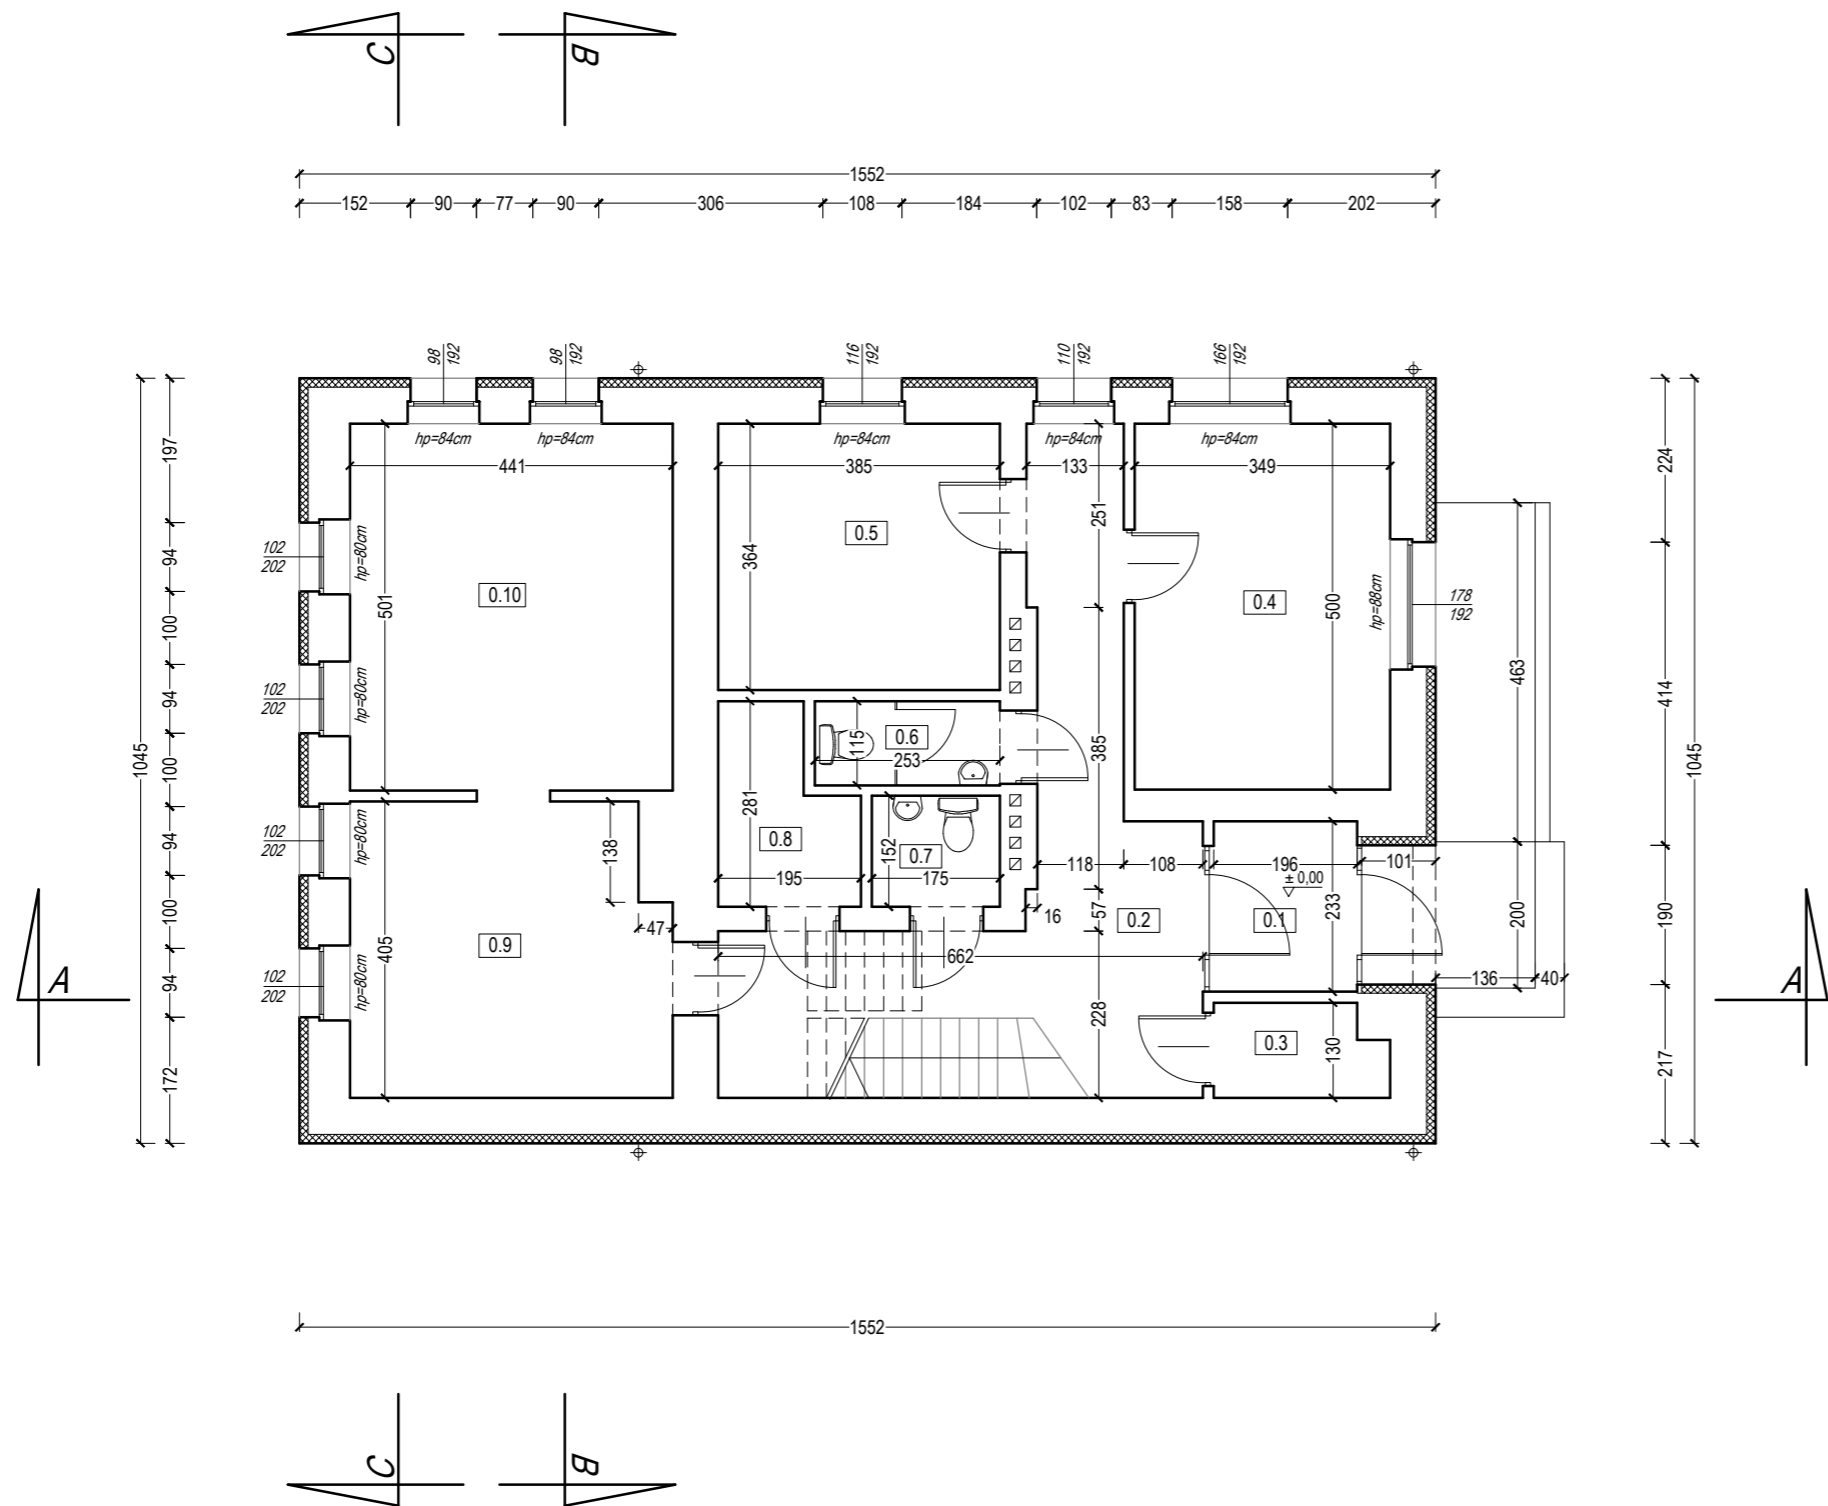 C B
1552
152 90 77 90 306 108 184 102 83 158 202
98 192 98 192 116 192 110 192 166 192
hp=84cm hp=84cm hp=84cm hp=84cm hp=84cm
441 385 133 349
197 224
251
0.5
102 202 94 hp=80cm 364
0.10 501 0.4 500 hp=88cm 178 192
100 463
102 202 94 hp=80cm 414
1045 115 0.6 385 1045
100 253
281
102 202 94 hp=80cm 138 0.8 152 0.7 118 108 196 101
195 175 ± 0,00
100 57 16 0.2 0.1 233 190 200
A 47 A
0.9 405 662
102 202 94 hp=80cm 136 40
228
0.3 130
172 217
1552
C B